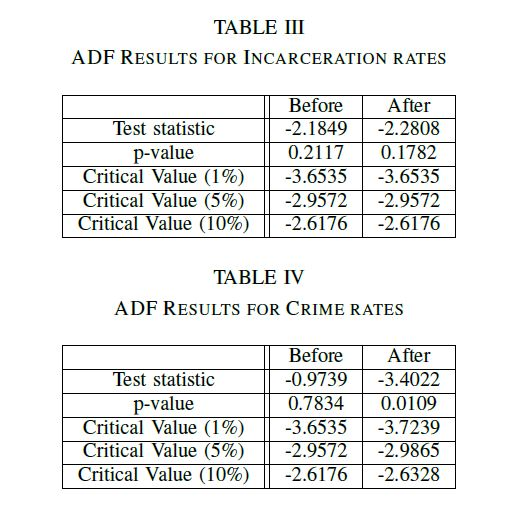 TABLE III
ADF RESULTS FOR INCARCERATION RATES
Before After
Test statistic -2.1849 -2.2808
p-value 0.2117 0.1782
Critical Value (1%) -3.6535 -3.6535
Critical Value (5%) -2.9572 -2.9572
Critical Value (10%) -2.6176 -2.6176
TABLE IV
ADF RESULTS FOR CRIME RATES
Before After
Test statistic -0.9739 -3.4022
p-value 0.7834 0.0109
Critical Value (1%) -3.6535 -3.7239
Critical Value (5%) -2.9572 -2.9865
Critical Value (10%) -2.6176 -2.6328